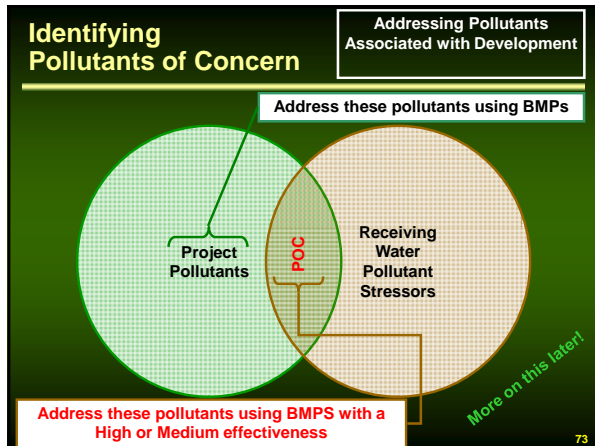 Identifying
Pollutants of Concern
Addressing Pollutants
Associated with Development
Address these pollutants using BMPs
Project
Pollutants
POC
Receiving
Water
Pollutant
Stressors
More on this later!
Address these pollutants using BMPS with a
High or Medium effectiveness
73